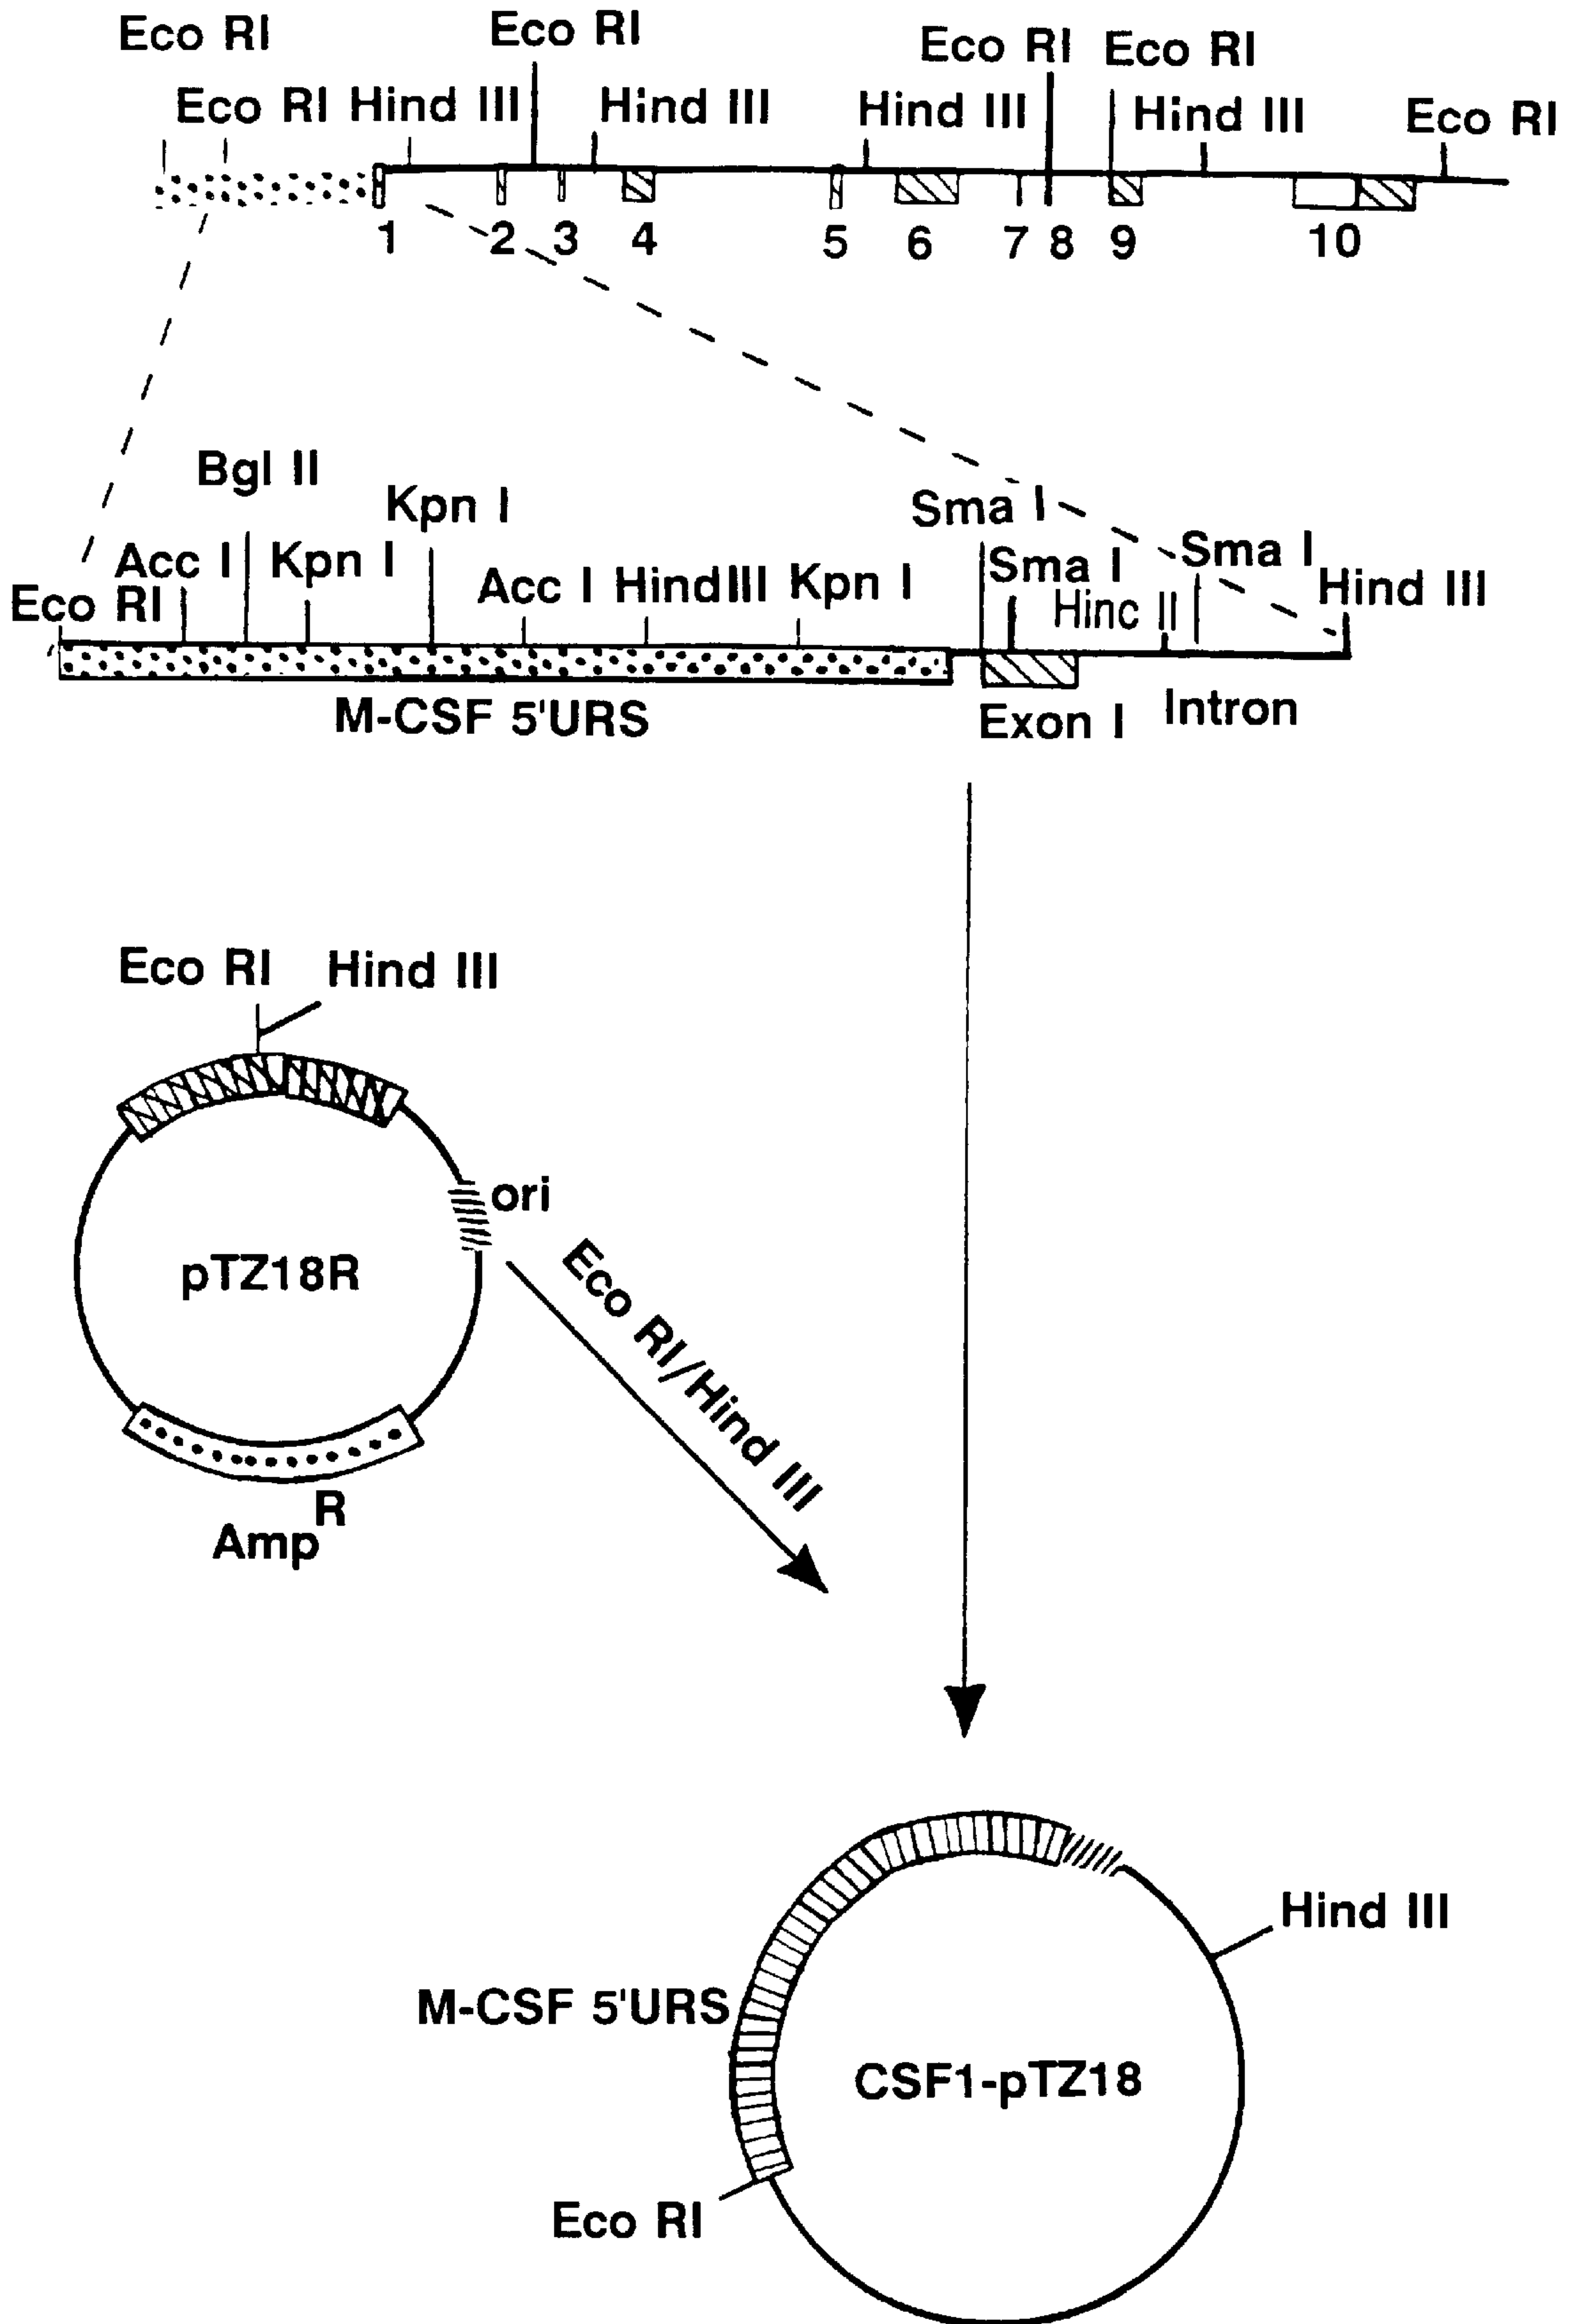 Eco RI
Eco RI
Eco RI
Eco RI
Eco RI
Hind III
Hind III
Hind III
Hind III
Eco RI
1
2
3
4
5
6
7
8
9
10
Bgl II
Kpn I
Sma I
Acc I
Kpn I
Sma I
Sma I
Eco RI
Acc I
HindIII
Kpn I
Hinc II
Hind III
M-CSF 5'URS
Exon I
Intron
Eco RI
Hind III
ori
pTZ18R
Eco RI/Hind III
Amp R
Hind III
M-CSF 5'URS
CSF1-pTZ18
Eco RI